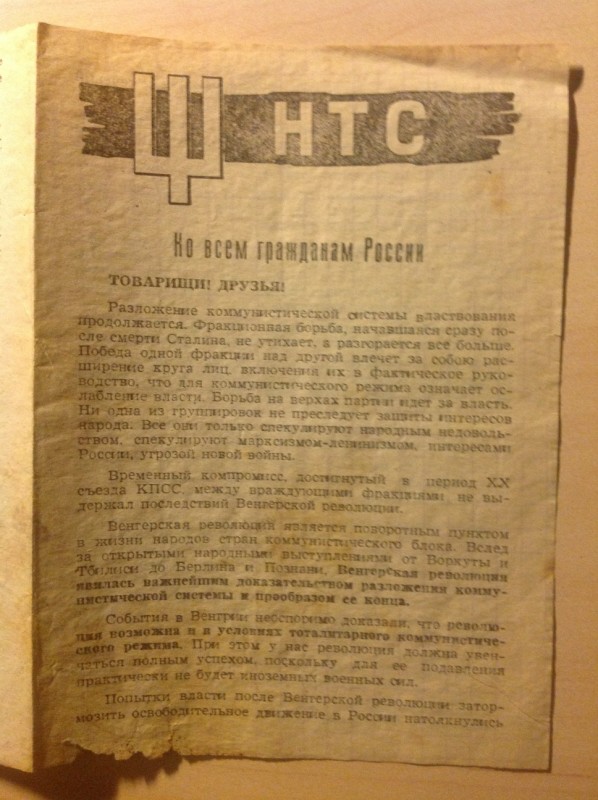 НТС
Ко всем гражданам России
ТОВАРИЩИ! ДРУЗЬЯ!
Разложение коммунистической системы властвования
продолжается. Фракционная борьба, начавшаяся сразу по-
сле смерти Сталина, не утихает, а разгорается все больше.
Победа одной фракции над другой влечет за собою рас-
ширение круга лиц, включения их в фактическое руко-
водство, что для коммунистического режима означает ос-
лабление власти. Борьба на верхах партии идет за власть.
Ни одна из группировок не преследует защиты интересов
народа. Все они только спекулируют народным недоволь-
ством, спекулируют марксизмом-ленинизмом, интересами
России, угрозой новой войны.
Временный компромисс, достигнутый в период XX
съезда КПСС, между враждующими фракциями, не вы-
держал последствий Венгерской революции.
Венгерская революция является поворотным пунктом
в жизни народов стран коммунистического блока. Вслед
за открытыми народными выступлениями от Воркуты и
Тбилиси до Берлина и Познани, Венгерская революция
явилась важнейшим доказательством разложения комму-
нистической системы и прообразом ее конца.
События в Венгрии неоспоримо доказали, что револю-
ция возможна и в условиях тоталитарного коммунистиче-
ского режима. При этом у нас революция должна увен-
чаться полным успехом, поскольку для ее подавления
практически не будет иноземных военных сил.
Попытки власти после Венгерской революции затор-
мозить освободительное движение в России натолкнулись